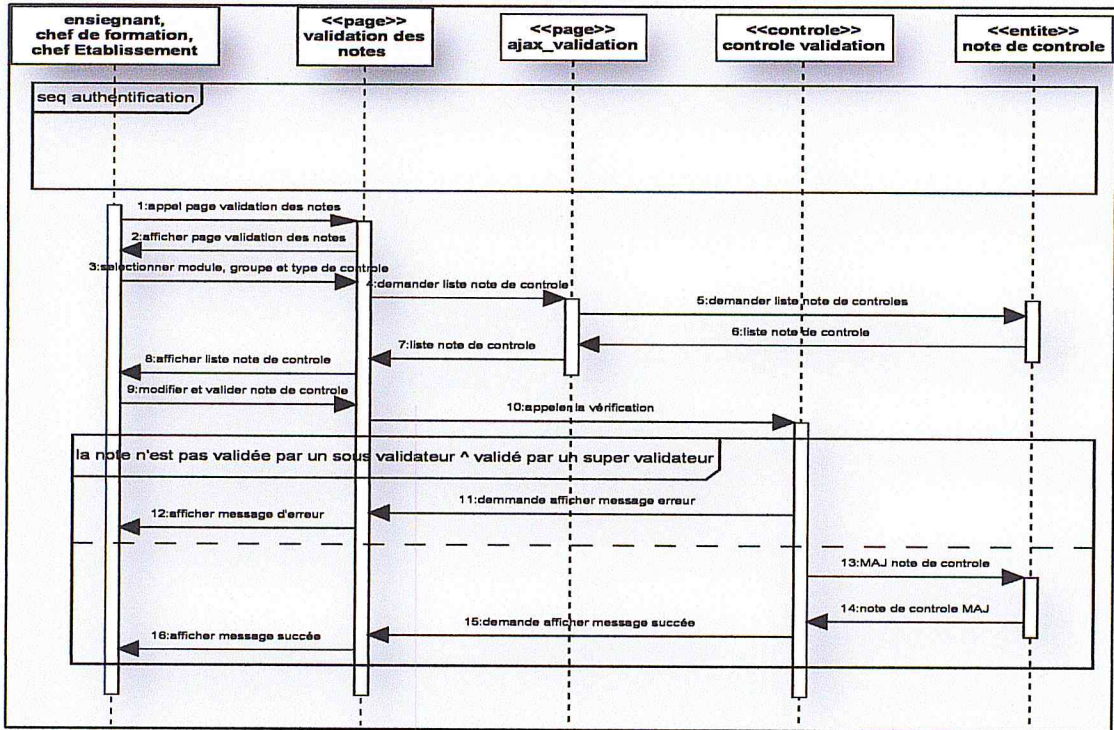 ensiegnant,
chef de formation,
chef Etablissement
<<page>>
validation des
notes
<<page>>
ajax_validation
<<controle>>
controle validation
<<entite>>
note de controle
seq authentification
1:appel page validation des notes
2:afficher page validation des notes
3:selectionner module, groupe et type de controle
4:demander liste note de controle
5:demander liste note de controles
6:liste note de controle
7:liste note de controle
8:afficher liste note de controle
9:modifier et valider note de controle
10:appeler la vérification
la note n'est pas validée par un sous validateur ^ validé par un super validateur
11:demmande afficher message erreur
12:afficher message d'erreur
13:MAJ note de controle
14:note de controle MAJ
15:demande afficher message succée
16:afficher message succée